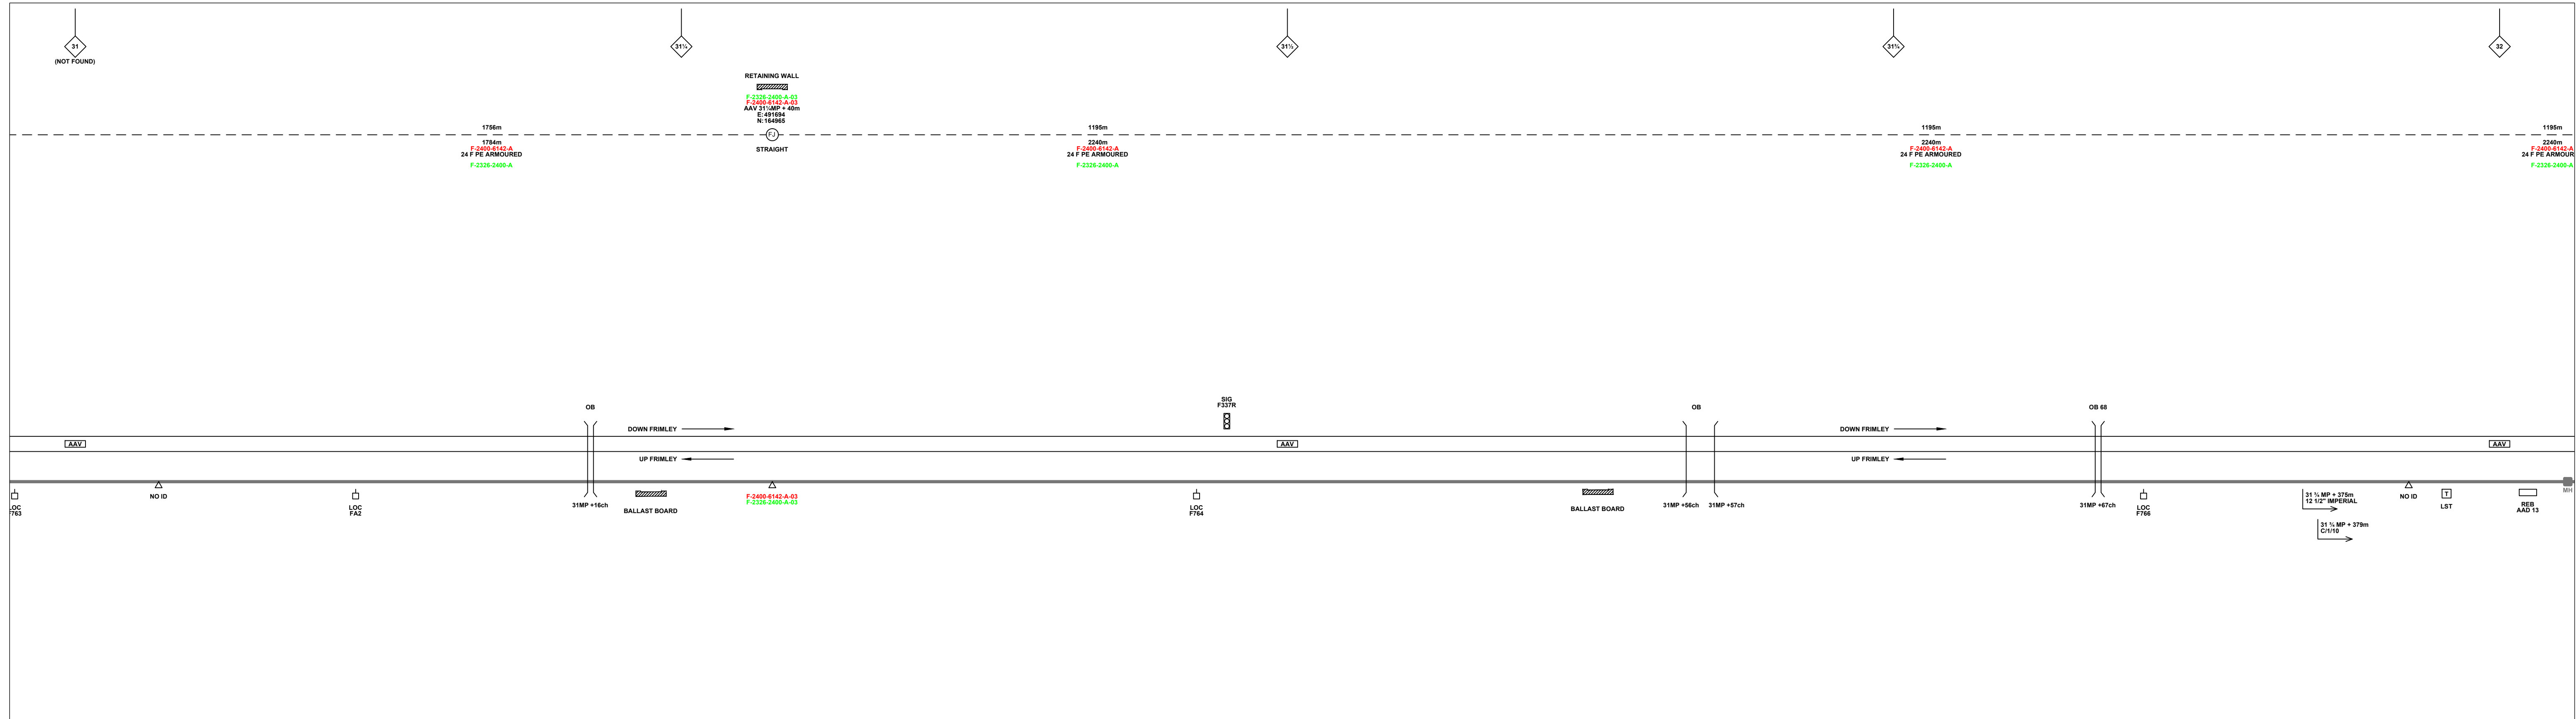 31
(NOT FOUND)
31¼
31½
31¾
32
RETAINING WALL
F-2326-2400-A-03
F-2400-6142-A-03
AAV 31¼MP + 40m
E: 491694
N: 164965
FJ
STRAIGHT
1756m
1784m
F-2400-6142-A
24 F PE ARMOURED
F-2326-2400-A
1195m
2240m
F-2400-6142-A
24 F PE ARMOURED
F-2326-2400-A
1195m
2240m
F-2400-6142-A
24 F PE ARMOURED
F-2326-2400-A
1195m
2240m
F-2400-6142-A
24 F PE ARMOUR
F-2326-2400-A
OB
SIG
F337R
OB
OB 68
DOWN FRIMLEY
DOWN FRIMLEY
AAV
AAV
AAV
UP FRIMLEY
UP FRIMLEY
LOC
F763
NO ID
LOC
FA2
31MP +16ch
BALLAST BOARD
F-2400-6142-A-03
F-2326-2400-A-03
LOC
F764
BALLAST BOARD
31MP +56ch
31MP +57ch
31MP +67ch
LOC
F766
31 ¾ MP + 375m
12 1/2" IMPERIAL
31 ¾ MP + 379m
C/1/10
NO ID
T
LST
REB
AAD 13
MH